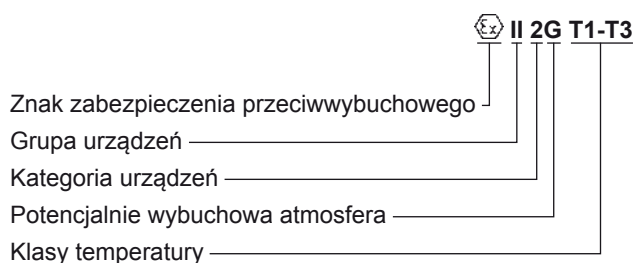 Ex II 2G T1-T3
Znak zabezpieczenia przeciwwybuchowego
Grupa urządzeń
Kategoria urządzeń
Potencjalnie wybuchowa atmosfera
Klasy temperatury